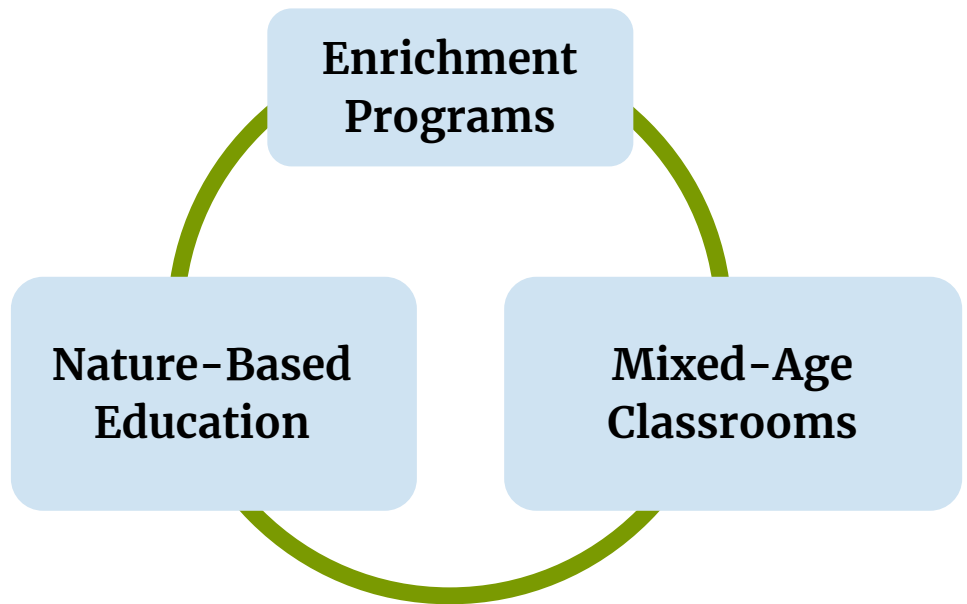 Enrichment
Programs
Nature-Based
Education
Mixed-Age
Classrooms